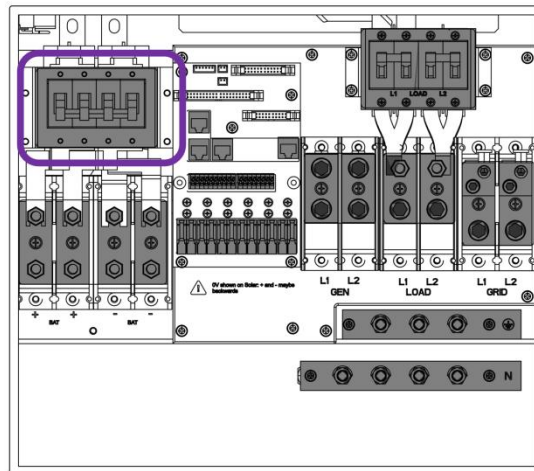 L1 LOAD L2
0V shown on Solar: + and - maybe
backwards
L1 L2 L1 L2 L1 L2
GEN LOAD GRID
+ + - -
BAT BAT
N